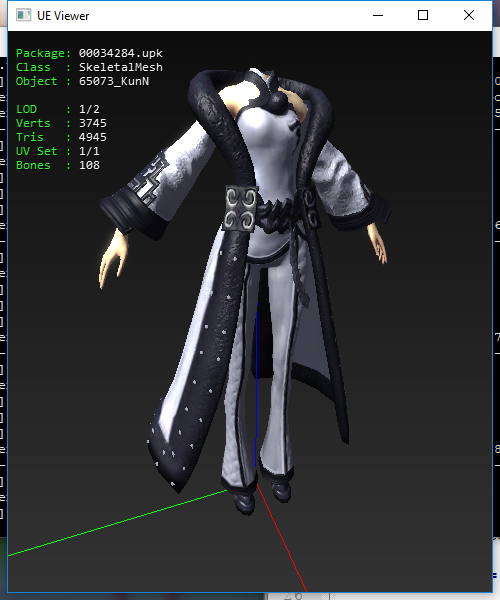 UE Viewer
Package: 00034284.upk
Class  : SkeletalMesh
Object : 65073_KunN
LOD    : 1/2
Verts  : 3745
Tris   : 4945
UV Set : 1/1
Bones  : 108